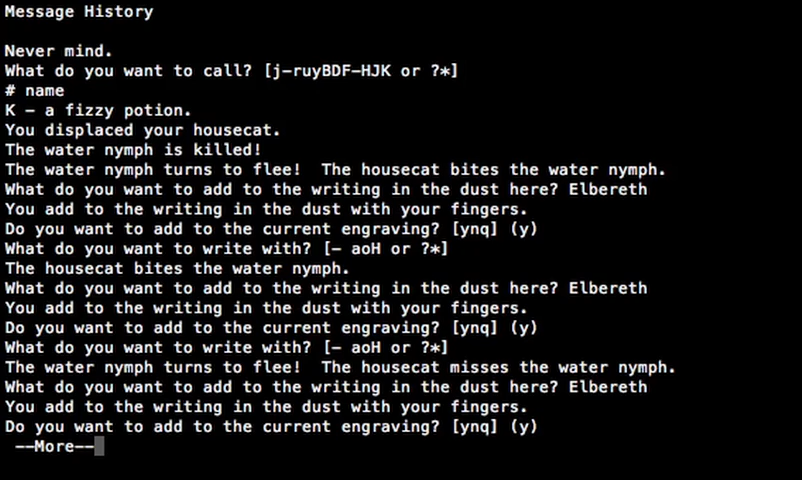 Message History
Never mind.
What do you want to call? [j-ruyBDF-HJK or ?*]
# name
K - a fizzy potion.
You displaced your housecat.
The water nymph is killed!
The water nymph turns to flee!  The housecat bites the water nymph.
What do you want to add to the writing in the dust here? Elbereth
You add to the writing in the dust with your fingers.
Do you want to add to the current engraving? [ynq] (y)
What do you want to write with? [- aoH or ?*]
The housecat bites the water nymph.
What do you want to add to the writing in the dust here? Elbereth
You add to the writing in the dust with your fingers.
Do you want to add to the current engraving? [ynq] (y)
What do you want to write with? [- aoH or ?*]
The water nymph turns to flee!  The housecat misses the water nymph.
What do you want to add to the writing in the dust here? Elbereth
You add to the writing in the dust with your fingers.
Do you want to add to the current engraving? [ynq] (y)
--More--